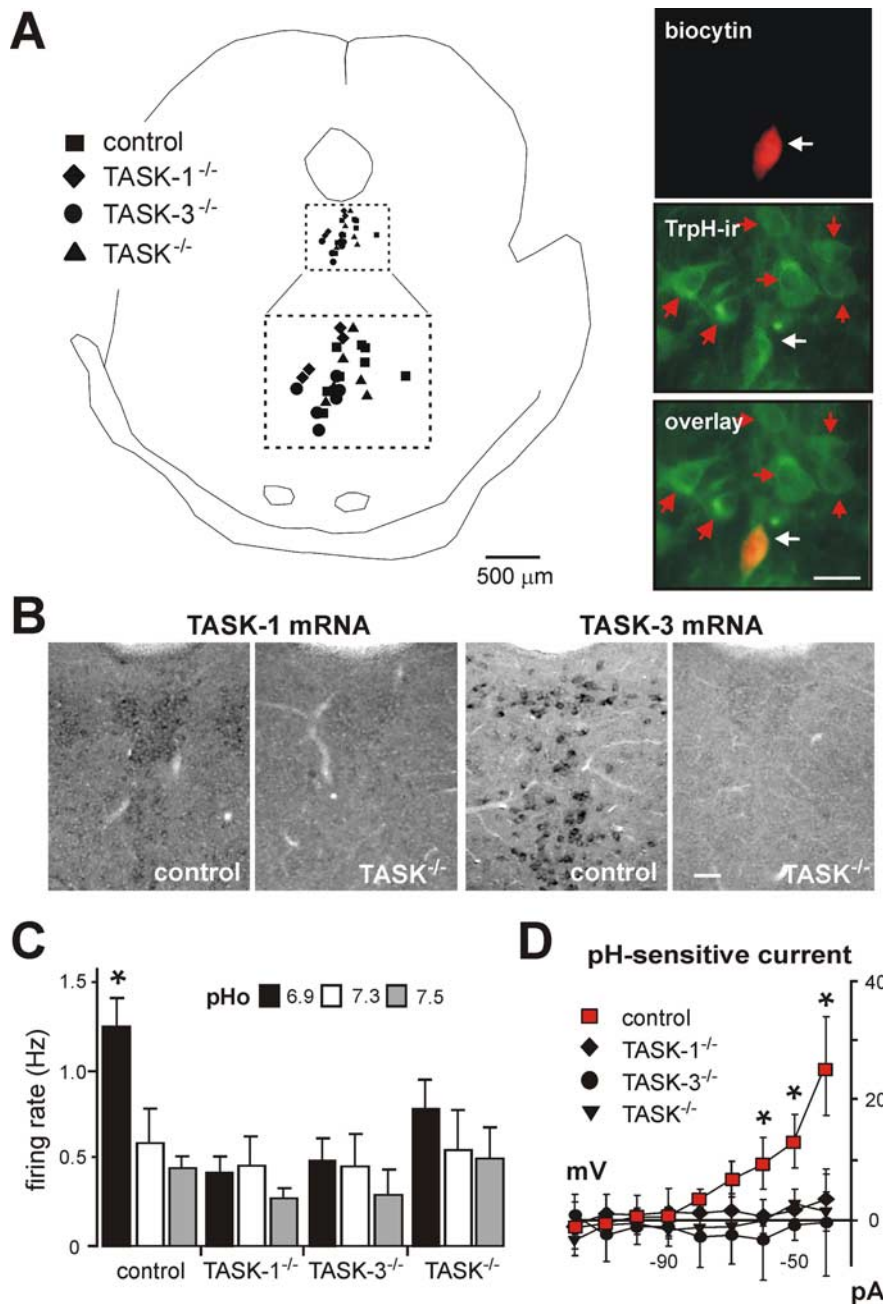 A
control
TASK-1-/-
TASK-3-/-
TASK-/-
500 μm
biocytin
TrpH-ir
overlay
B
TASK-1 mRNA
TASK-3 mRNA
control
TASK-/-
control
TASK-/-
C
1.5
1.0
0.5
0
firing rate (Hz)
*
pHo 6.9 7.3 7.5
control TASK-1-/- TASK-3-/- TASK-/-
D
pH-sensitive current
control
TASK-1-/-
TASK-3-/-
TASK-/-
* * *
40
20
0
mV
-90 -50
pA